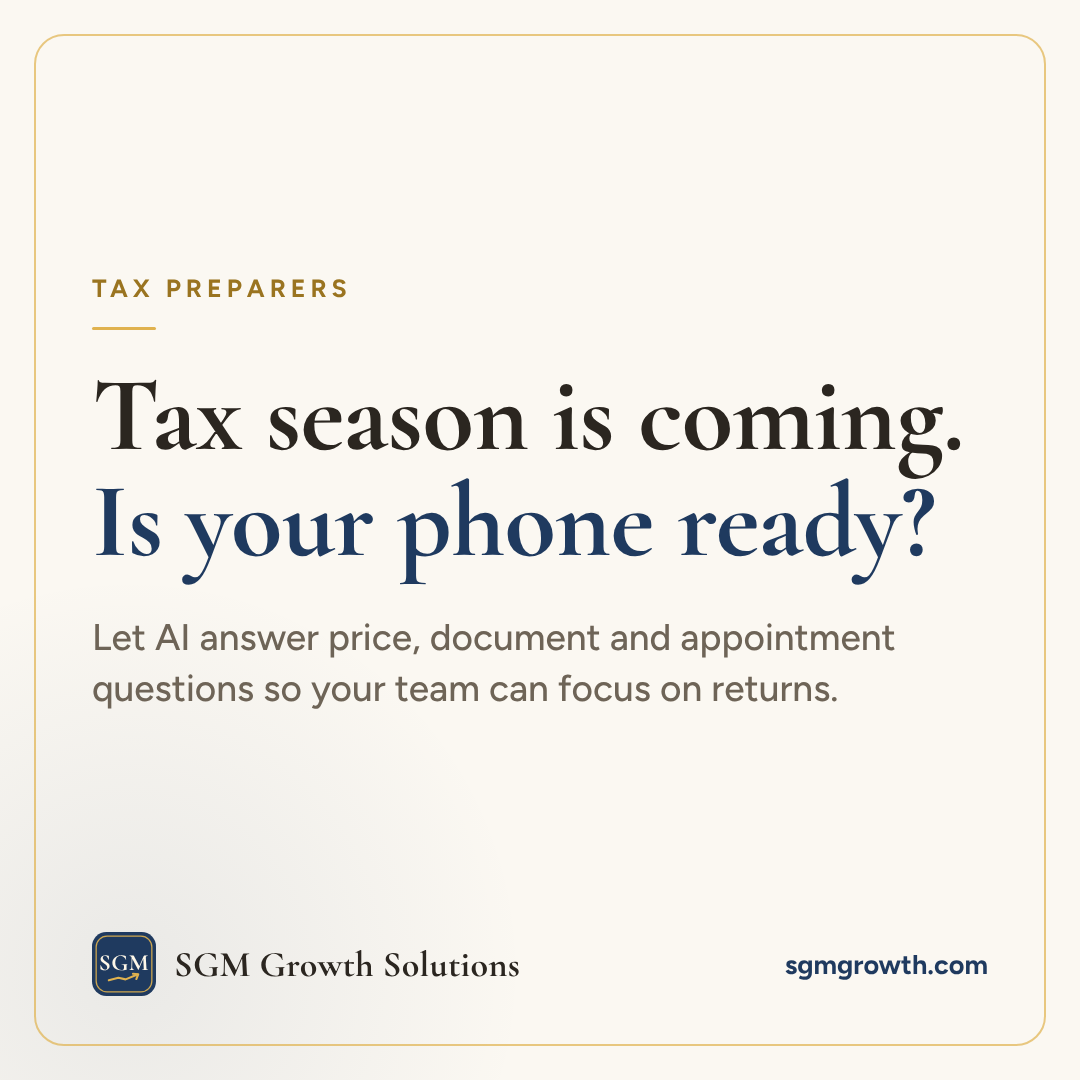 TAX PREPARERS
Tax season is coming.
Is your phone ready?
Let AI answer price, document and appointment
questions so your team can focus on returns.
SGM
SGM Growth Solutions
sgmgrowth.com